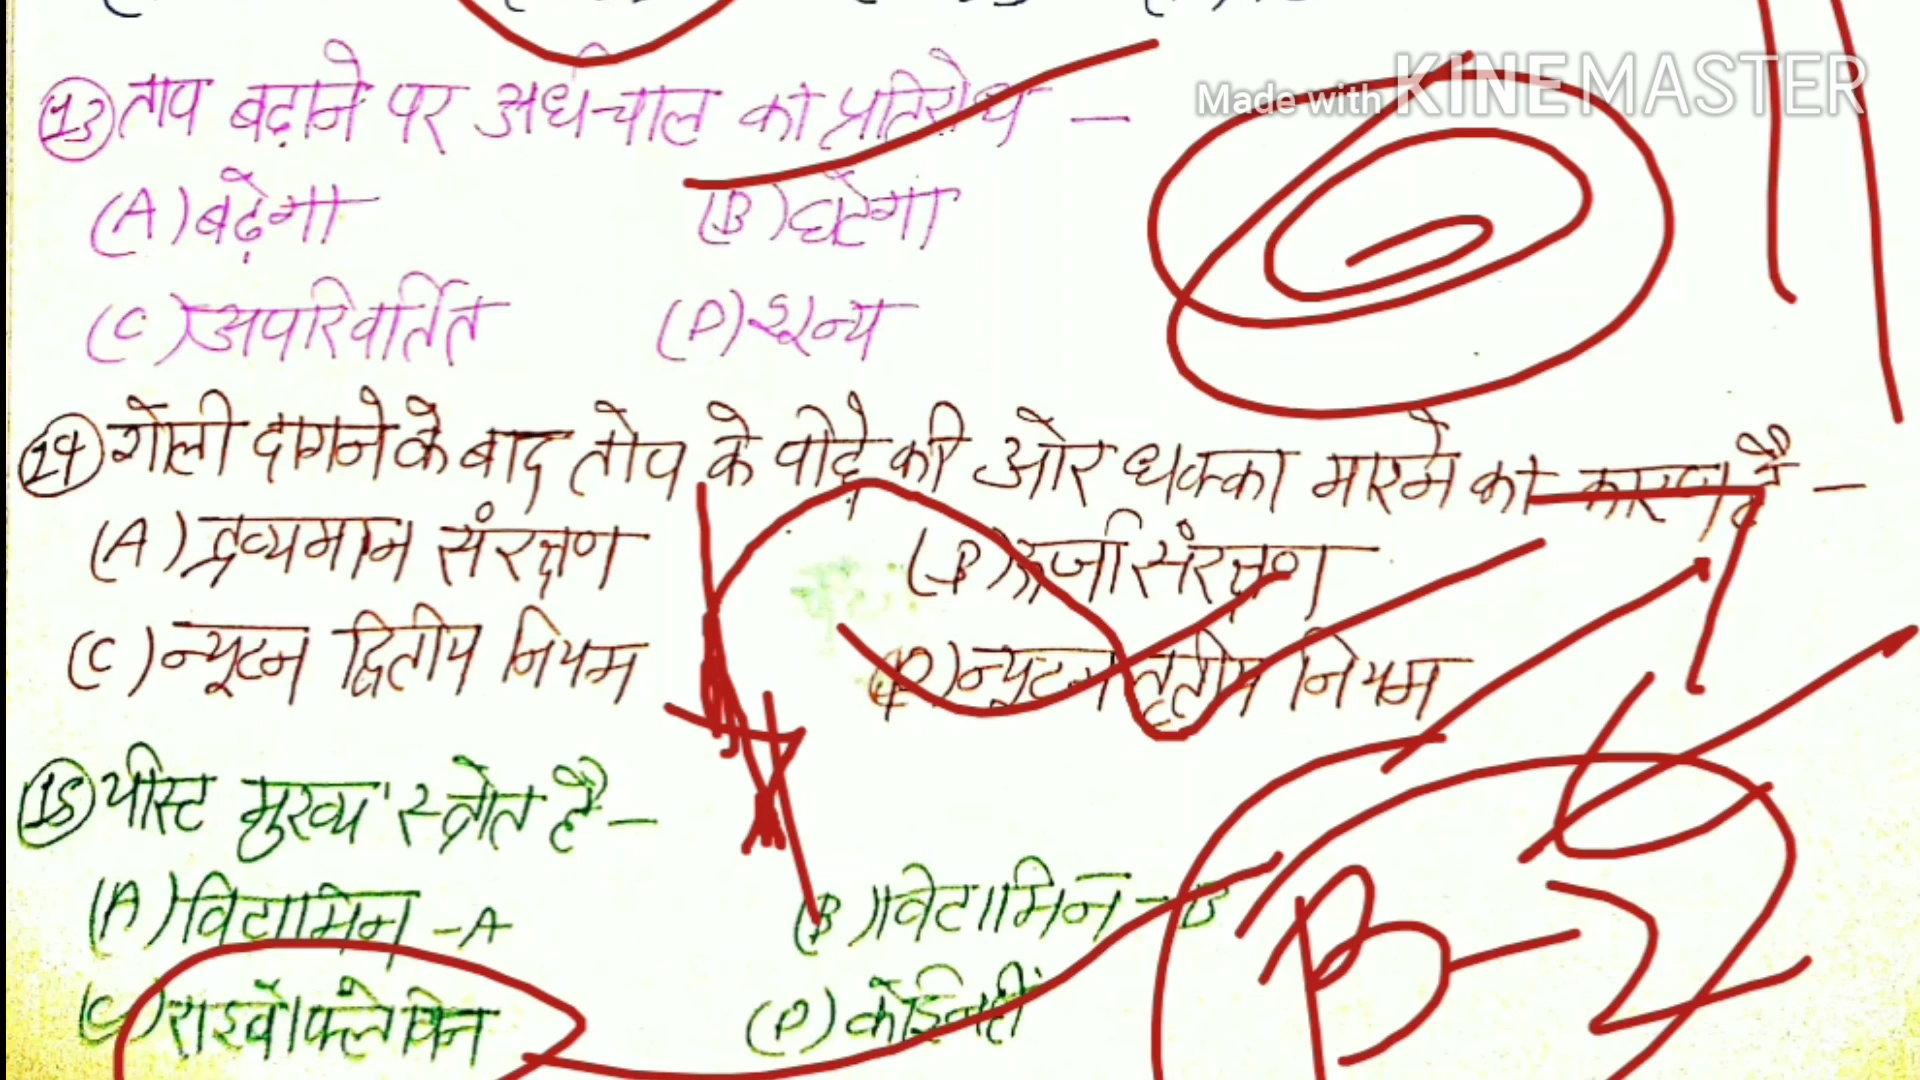 Made with KINEMASTER
13 ताप बढ़ाने पर अर्धचाल का प्रतिरोध –
(A) बढ़ेगा (B) घटेगा
(C) अपरिवर्तित (D) शून्य
14 गोली दागने के बाद तोप के पीछे की ओर धक्का मारने का कारण है –
(A) द्रव्यमान संरक्षण (B) ऊर्जा संरक्षण
(C) न्यूटन द्वितीय नियम (D) न्यूटन तृतीय नियम
15 यीस्ट मुख्य स्त्रोत है –
(A) विटामिन - A (B) विटामिन - B
(C) राइबोफ्लेविन (D) कोई नहीं
B-2